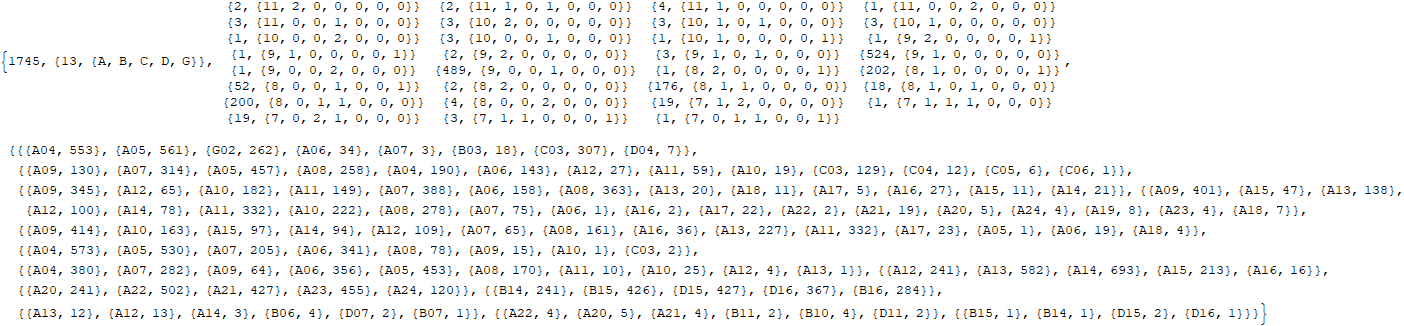 {2, {11, 2, 0, 0, 0, 0, 0}} {2, {11, 1, 0, 1, 0, 0, 0}} {4, {11, 1, 0, 0, 0, 0, 0}} {1, {11, 0, 0, 2, 0, 0, 0}}
{3, {11, 0, 0, 1, 0, 0, 0}} {3, {10, 2, 0, 0, 0, 0, 0}} {3, {10, 1, 0, 1, 0, 0, 0}} {3, {10, 1, 0, 0, 0, 0, 0}}
{1, {10, 0, 0, 2, 0, 0, 0}} {3, {10, 0, 0, 1, 0, 0, 0}} {1, {10, 1, 0, 0, 0, 0, 1}} {1, {9, 2, 0, 0, 0, 0, 1}}
{1745, {13, {A, B, C, D, G}}, {1, {9, 1, 0, 0, 0, 0, 1}} {2, {9, 2, 0, 0, 0, 0, 0}} {3, {9, 1, 0, 1, 0, 0, 0}} {524, {9, 1, 0, 0, 0, 0, 0}} ,
{1, {9, 0, 0, 2, 0, 0, 0}} {489, {9, 0, 0, 1, 0, 0, 0}} {1, {8, 2, 0, 0, 0, 0, 1}} {202, {8, 1, 0, 0, 0, 0, 1}}
{52, {8, 0, 0, 1, 0, 0, 1}} {2, {8, 2, 0, 0, 0, 0, 0}} {176, {8, 1, 1, 0, 0, 0, 0}} {18, {8, 1, 0, 1, 0, 0, 0}}
{200, {8, 0, 1, 1, 0, 0, 0}} {4, {8, 0, 0, 2, 0, 0, 0}} {19, {7, 1, 2, 0, 0, 0, 0}} {1, {7, 1, 1, 1, 0, 0, 0}}
{19, {7, 0, 2, 1, 0, 0, 0}} {3, {7, 1, 1, 0, 0, 0, 1}} {1, {7, 0, 1, 1, 0, 0, 1}}
{{{{A04, 553}, {A05, 561}, {G02, 262}, {A06, 34}, {A07, 3}, {B03, 18}, {C03, 307}, {D04, 7}},
{{A09, 130}, {A07, 314}, {A05, 457}, {A08, 258}, {A04, 190}, {A06, 143}, {A12, 27}, {A11, 59}, {A10, 19}, {C03, 129}, {C04, 12}, {C05, 6}, {C06, 1}},
{{A09, 345}, {A12, 65}, {A10, 182}, {A11, 149}, {A07, 388}, {A06, 158}, {A08, 363}, {A13, 20}, {A18, 11}, {A17, 5}, {A16, 27}, {A15, 11}, {A14, 21}}, {{A09, 401}, {A15, 47}, {A13, 138},
{A12, 100}, {A14, 78}, {A11, 332}, {A10, 222}, {A08, 278}, {A07, 75}, {A06, 1}, {A16, 2}, {A17, 22}, {A22, 2}, {A21, 19}, {A20, 5}, {A24, 4}, {A19, 8}, {A23, 4}, {A18, 7}},
{{A09, 414}, {A10, 163}, {A15, 97}, {A14, 94}, {A12, 109}, {A07, 65}, {A08, 161}, {A16, 36}, {A13, 227}, {A11, 332}, {A17, 23}, {A05, 1}, {A06, 19}, {A18, 4}},
{{A04, 573}, {A05, 530}, {A07, 205}, {A06, 341}, {A08, 78}, {A09, 15}, {A10, 1}, {C03, 2}},
{{A04, 380}, {A07, 282}, {A09, 64}, {A06, 356}, {A05, 453}, {A08, 170}, {A11, 10}, {A10, 25}, {A12, 4}, {A13, 1}}, {{A12, 241}, {A13, 582}, {A14, 693}, {A15, 213}, {A16, 16}},
{{A20, 241}, {A22, 502}, {A21, 427}, {A23, 455}, {A24, 120}}, {{B14, 241}, {B15, 426}, {D15, 427}, {D16, 367}, {B16, 284}},
{{A13, 12}, {A12, 13}, {A14, 3}, {B06, 4}, {D07, 2}, {B07, 1}}, {{A22, 4}, {A20, 5}, {A21, 4}, {B11, 2}, {B10, 4}, {D11, 2}}, {{B15, 1}, {B14, 1}, {D15, 2}, {D16, 1}}}}